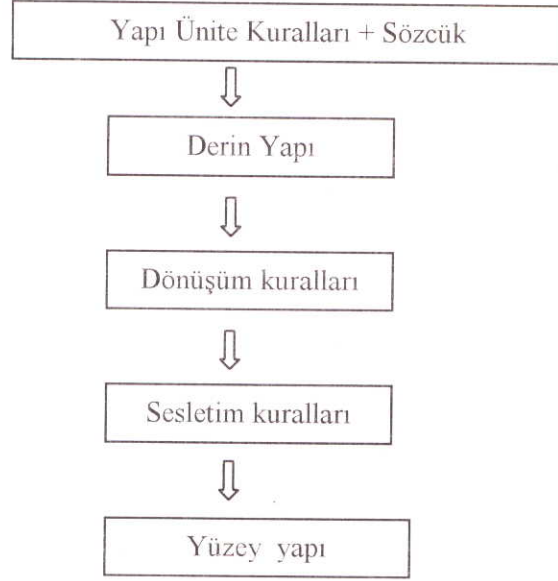 Yapı Ünite Kuralları + Sözcük
Derin Yapı
Dönüşüm kuralları
Sesletim kuralları
Yüzey yapı